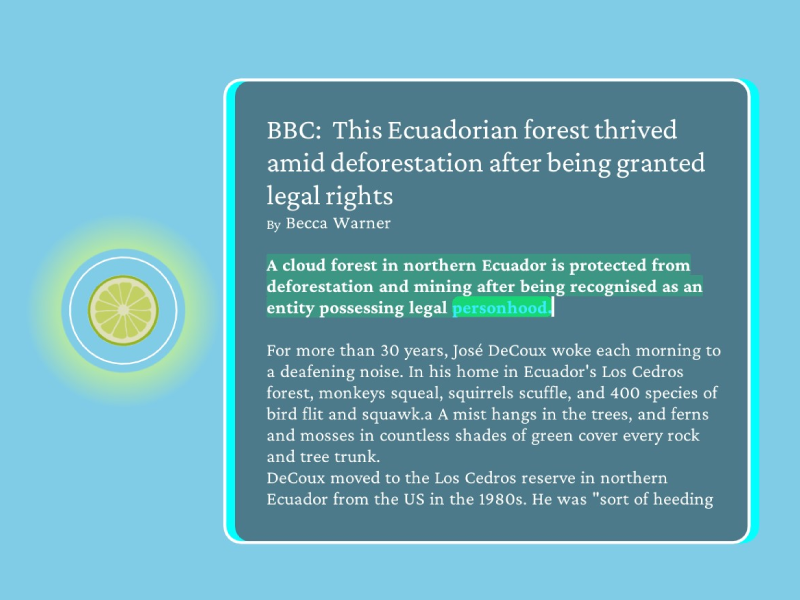 BBC:  This Ecuadorian forest thrived
amid deforestation after being granted
legal rights
By Becca Warner
A cloud forest in northern Ecuador is protected from
deforestation and mining after being recognised as an
entity possessing legal personhood.
For more than 30 years, José DeCoux woke each morning to
a deafening noise. In his home in Ecuador's Los Cedros
forest, monkeys squeal, squirrels scuffle, and 400 species of
bird flit and squawk.a A mist hangs in the trees, and ferns
and mosses in countless shades of green cover every rock
and tree trunk.
DeCoux moved to the Los Cedros reserve in northern
Ecuador from the US in the 1980s. He was "sort of heeding